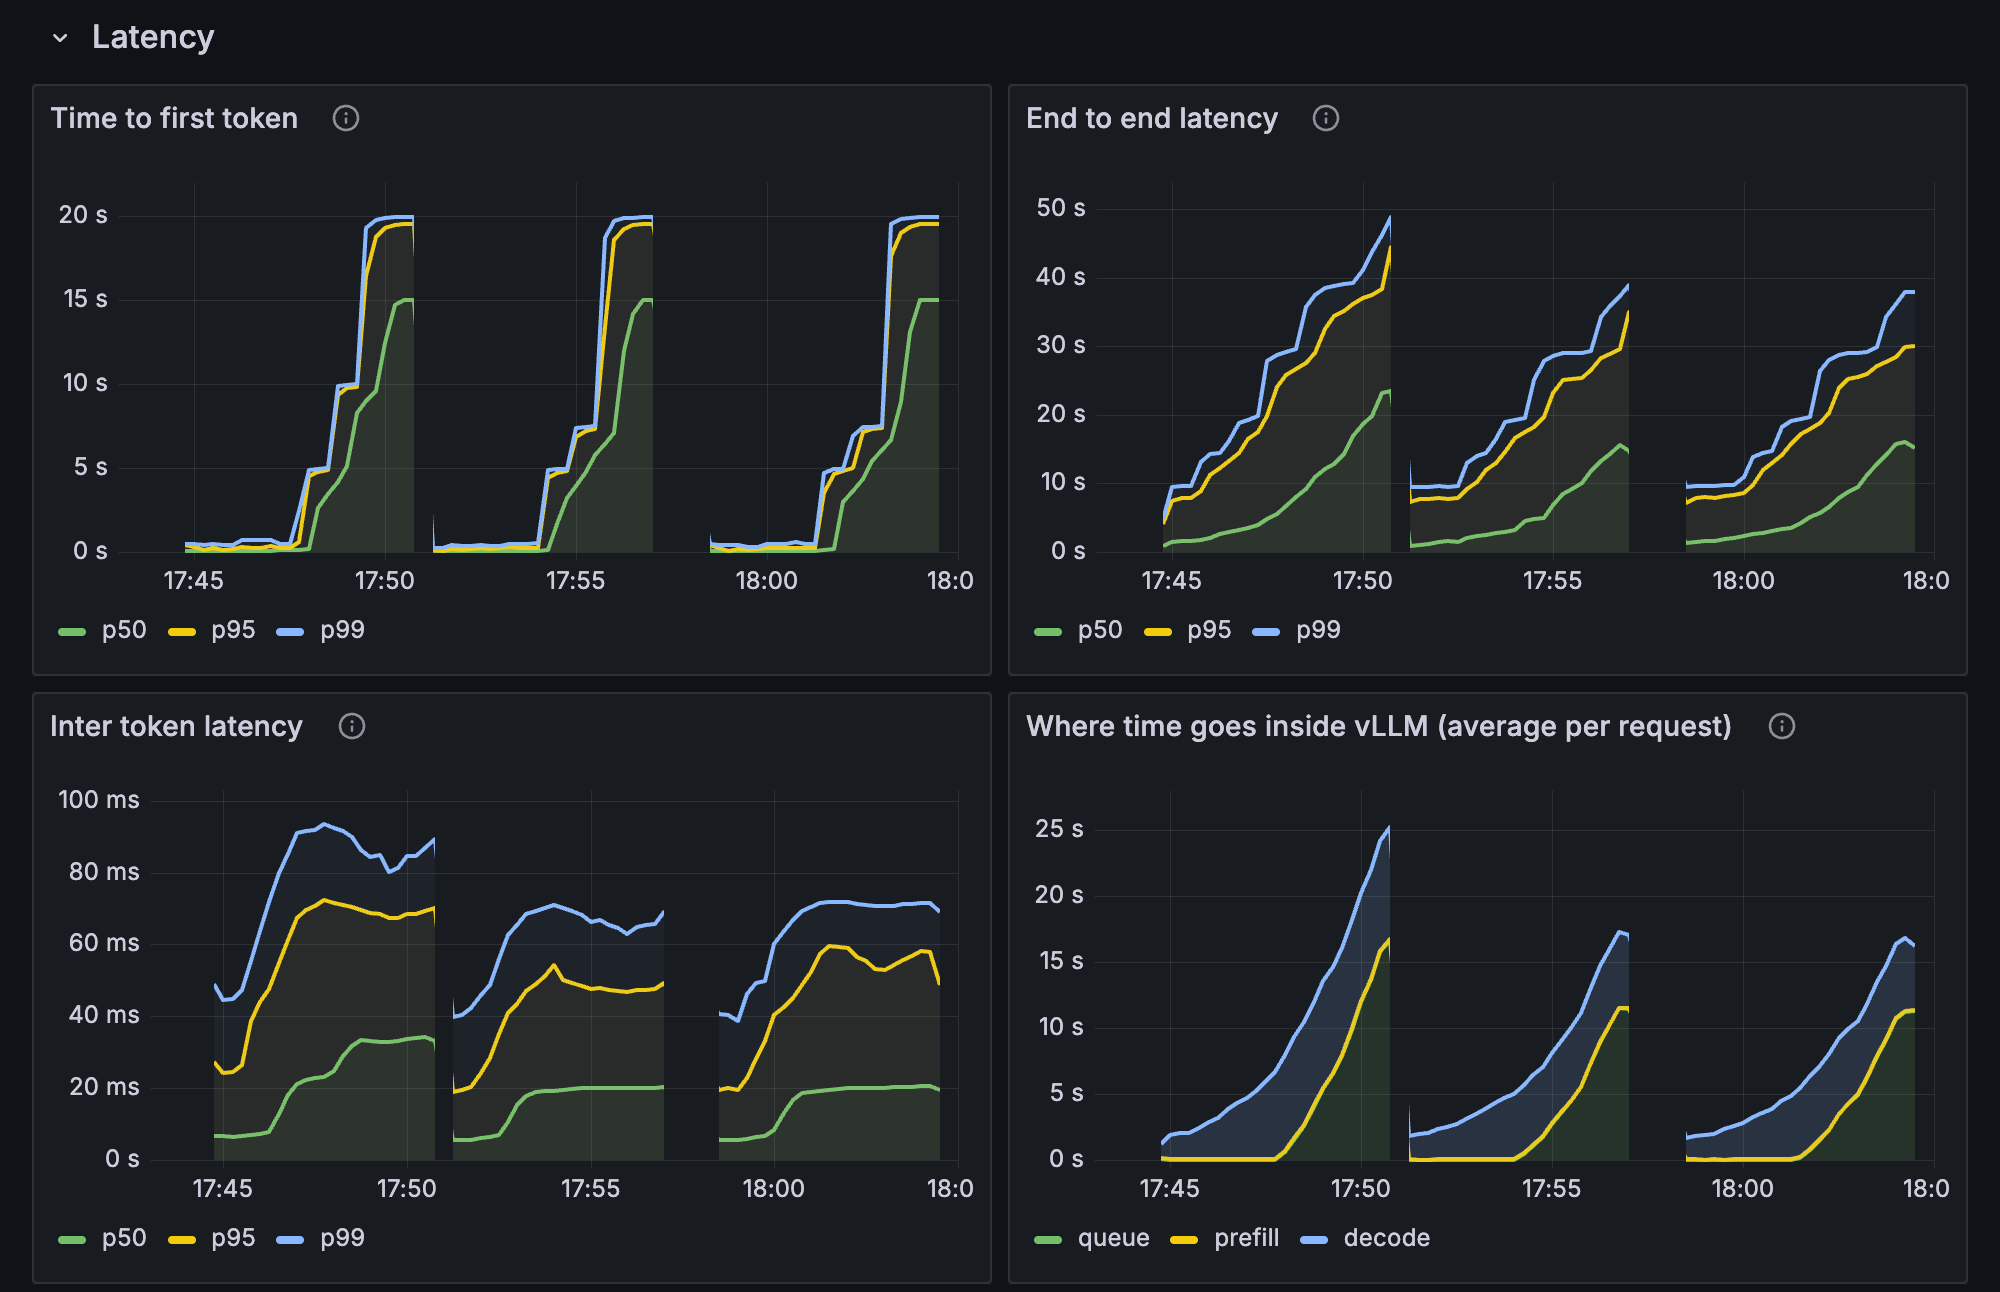 Latency
Time to first token
20 s
15 s
10 s
5 s
0 s
17:45 17:50 17:55 18:00 18:0
p50 p95 p99
End to end latency
50 s
40 s
30 s
20 s
10 s
0 s
17:45 17:50 17:55 18:00 18:0
p50 p95 p99
Inter token latency
100 ms
80 ms
60 ms
40 ms
20 ms
0 s
17:45 17:50 17:55 18:00 18:0
p50 p95 p99
Where time goes inside vLLM (average per request)
25 s
20 s
15 s
10 s
5 s
0 s
17:45 17:50 17:55 18:00 18:0
queue prefill decode